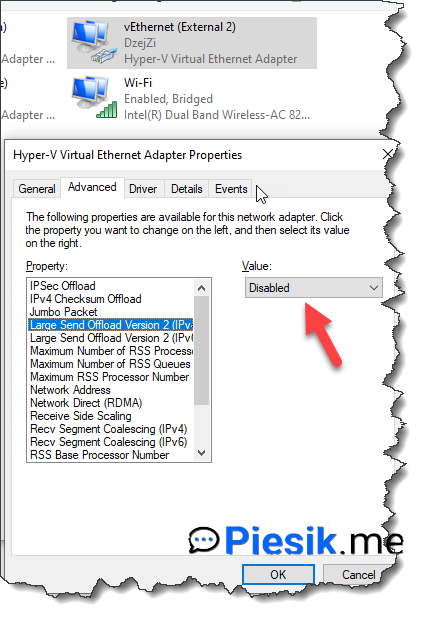 a)
vEthernet (External 2)
DzejZi
Adapter ...
Hyper-V Virtual Ethernet Adapter
Wi-Fi
Enabled, Bridged
Adapter ...
Intel(R) Dual Band Wireless-AC 82...
Hyper-V Virtual Ethernet Adapter Properties
General Advanced Driver Details Events
The following properties are available for this network adapter. Click
the property you want to change on the left, and then select its value
on the right.
Property: Value:
Disabled
IPSec Offload
IPv4 Checksum Offload
Jumbo Packet
Large Send Offload Version 2 (IPv4
Large Send Offload Version 2 (IPv6
Maximum Number of RSS Process
Maximum Number of RSS Queues
Maximum RSS Processor Number
Network Address
Network Direct (RDMA)
Receive Side Scaling
Recv Segment Coalescing (IPv4)
Recv Segment Coalescing (IPv6)
RSS Base Processor Number
Piesik.me
OK Cancel